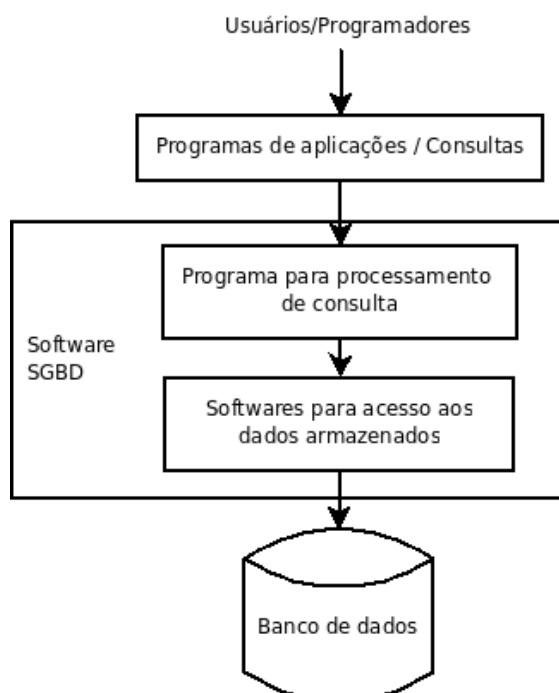 Usuários/Programadores
Programas de aplicações / Consultas
Programa para processamento
de consulta
Software
SGBD
Softwares para acesso aos
dados armazenados
Banco de dados